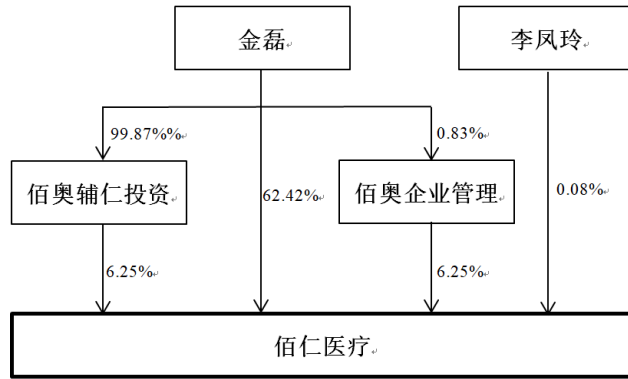 金磊
李凤玲
99.87%%
0.83%
佰奥辅仁投资
62.42%
佰奥企业管理
0.08%
6.25%
6.25%
佰仁医疗